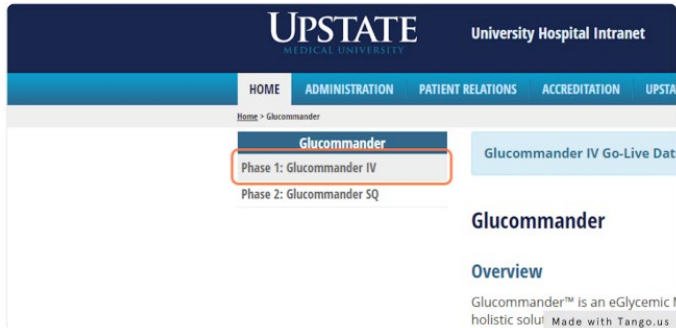 UPSTATE
MEDICAL UNIVERSITY
University Hospital Intranet
HOME ADMINISTRATION PATIENT RELATIONS ACCREDITATION UPSTA
Home > Glucommander
Glucommander
Phase 1: Glucommander IV
Phase 2: Glucommander SQ
Glucommander IV Go-Live Dat
Glucommander
Overview
Glucommander™ is an eGlycemic M
holistic solut
Made with Tango.us